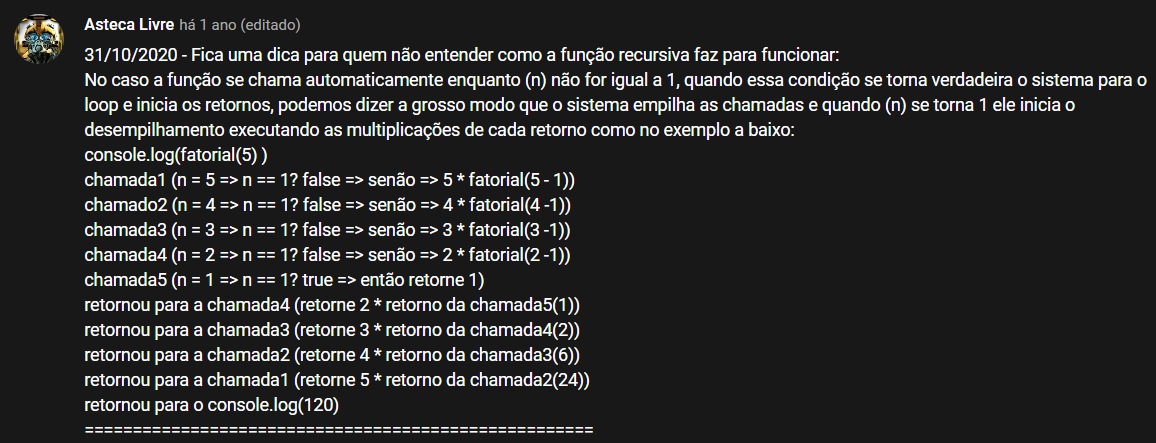 Asteca Livre há 1 ano (editado)
31/10/2020 - Fica uma dica para quem não entender como a função recursiva faz para funcionar:
No caso a função se chama automaticamente enquanto (n) não for igual a 1, quando essa condição se torna verdadeira o sistema para o
loop e inicia os retornos, podemos dizer a grosso modo que o sistema empilha as chamadas e quando (n) se torna 1 ele inicia o
desempilhamento executando as multiplicações de cada retorno como no exemplo a baixo:
console.log(fatorial(5) )
chamada1 (n = 5 => n == 1? false => senão => 5 * fatorial(5 - 1))
chamado2 (n = 4 => n == 1? false => senão => 4 * fatorial(4 -1))
chamada3 (n = 3 => n == 1? false => senão => 3 * fatorial(3 -1))
chamada4 (n = 2 => n == 1? false => senão => 2 * fatorial(2 -1))
chamada5 (n = 1 => n == 1? true => então retorne 1)
retornou para a chamada4 (retorne 2 * retorno da chamada5(1))
retornou para a chamada3 (retorne 3 * retorno da chamada4(2))
retornou para a chamada2 (retorne 4 * retorno da chamada3(6))
retornou para a chamada1 (retorne 5 * retorno da chamada2(24))
retornou para o console.log(120)
=====================================================